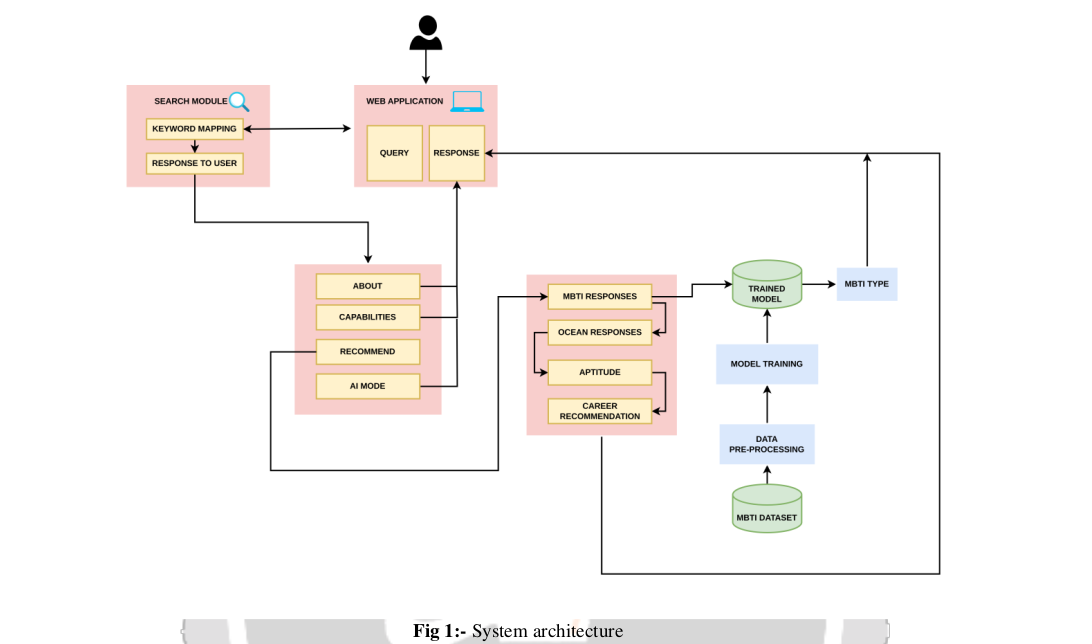 SEARCH MODULE
KEYWORD MAPPING
RESPONSE TO USER
WEB APPLICATION
QUERY
RESPONSE
ABOUT
CAPABILITIES
RECOMMEND
AI MODE
MBTI RESPONSES
OCEAN RESPONSES
APTITUDE
CAREER
RECOMMENDATION
TRAINED
MODEL
MBTI TYPE
MODEL TRAINING
DATA
PRE-PROCESSING
MBTI DATASET
Fig 1:- System architecture